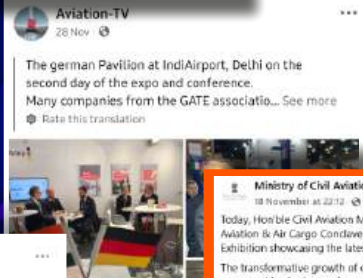 Aviation-TV
28 Nov
The german Pavilion at IndiAirport, Delhi on the
second day of the expo and conference.
Many companies from the GATE associatio... See more
Rate this translation
Ministry of Civil Aviati
18 November at 22:12
Today, Hon'ble Civil Aviation M
Aviation & Air Cargo Conclave
Exhibition showcasing the late
The transformative growth of